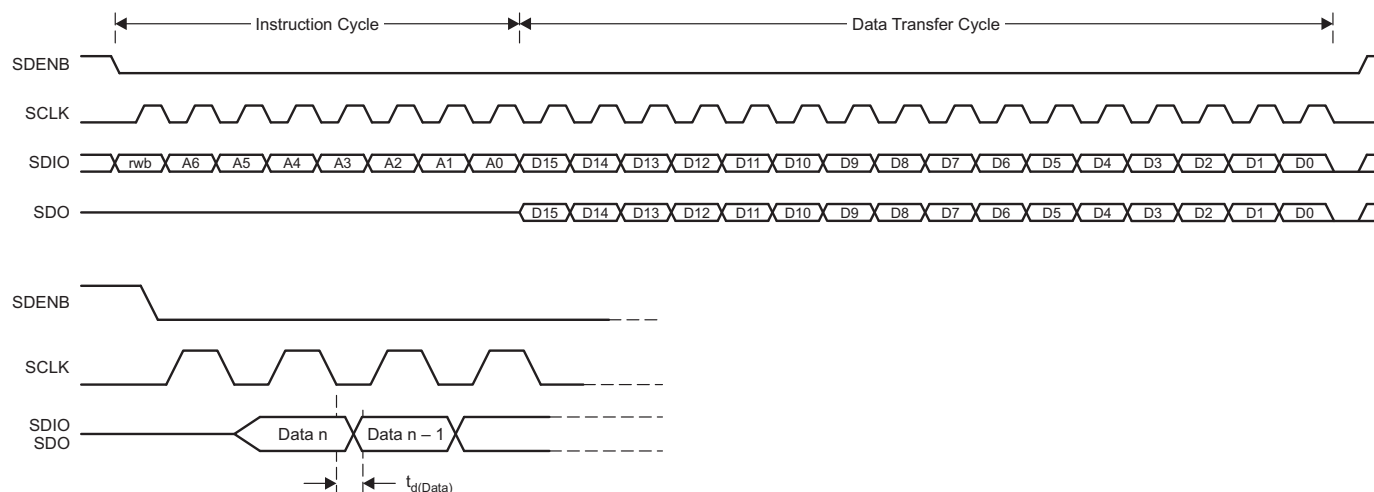 Instruction Cycle Data Transfer Cycle
SDENB
SCLK
SDIO rwb A6 A5 A4 A3 A2 A1 A0 D15 D14 D13 D12 D11 D10 D9 D8 D7 D6 D5 D4 D3 D2 D1 D0
SDO D15 D14 D13 D12 D11 D10 D9 D8 D7 D6 D5 D4 D3 D2 D1 D0
SDENB
SCLK
SDIO
SDO
Data n Data n – 1
td(Data)